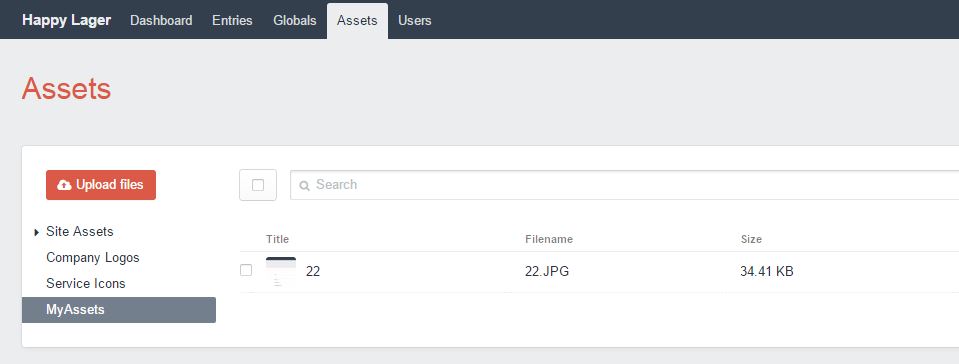 Happy Lager Dashboard Entries Globals Assets Users
Assets
Upload files
Search
Site Assets
Company Logos
Service Icons
MyAssets
Title Filename Size
22 22.JPG 34.41 KB